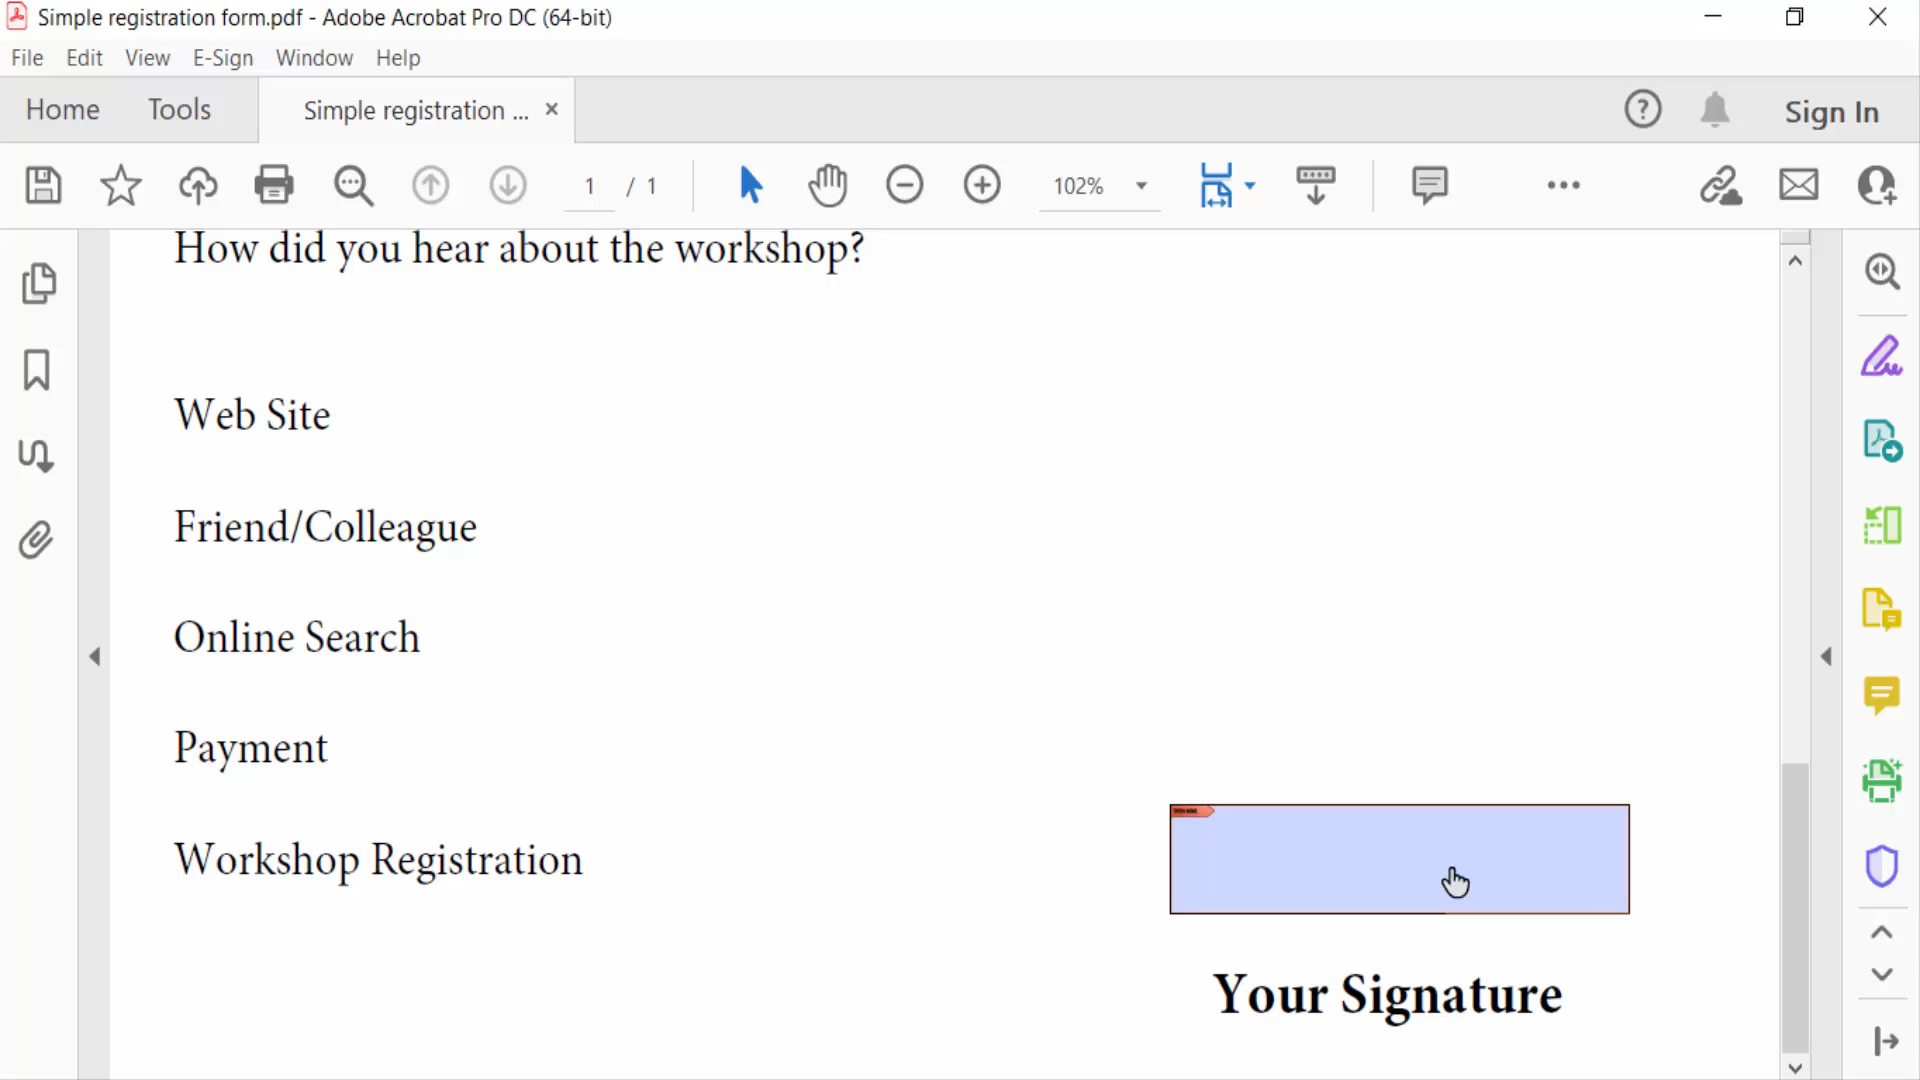 Simple registration form.pdf - Adobe Acrobat Pro DC (64-bit)
File Edit View E-Sign Window Help
Home Tools Simple registration ... ×
Sign In
1 / 1 102%
How did you hear about the workshop?
Web Site
Friend/Colleague
Online Search
Payment
Workshop Registration
Your Signature